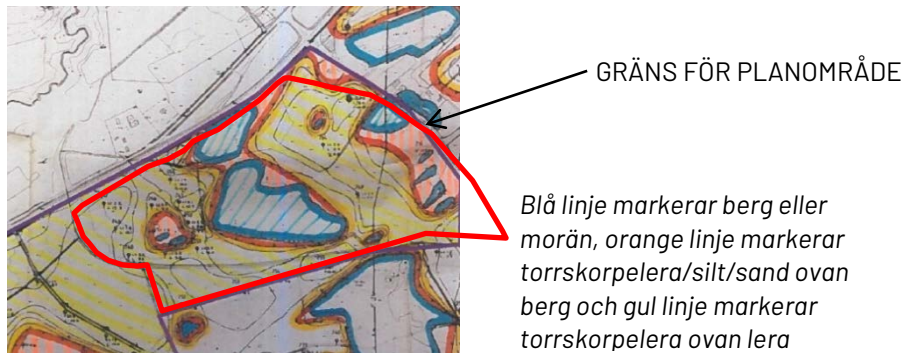 GRÄNS FÖR PLANOMRÅDE
Blå linje markerar berg eller
morän, orange linje markerar
torrskorpelera/silt/sand ovan
berg och gul linje markerar
torrskorpelera ovan lera